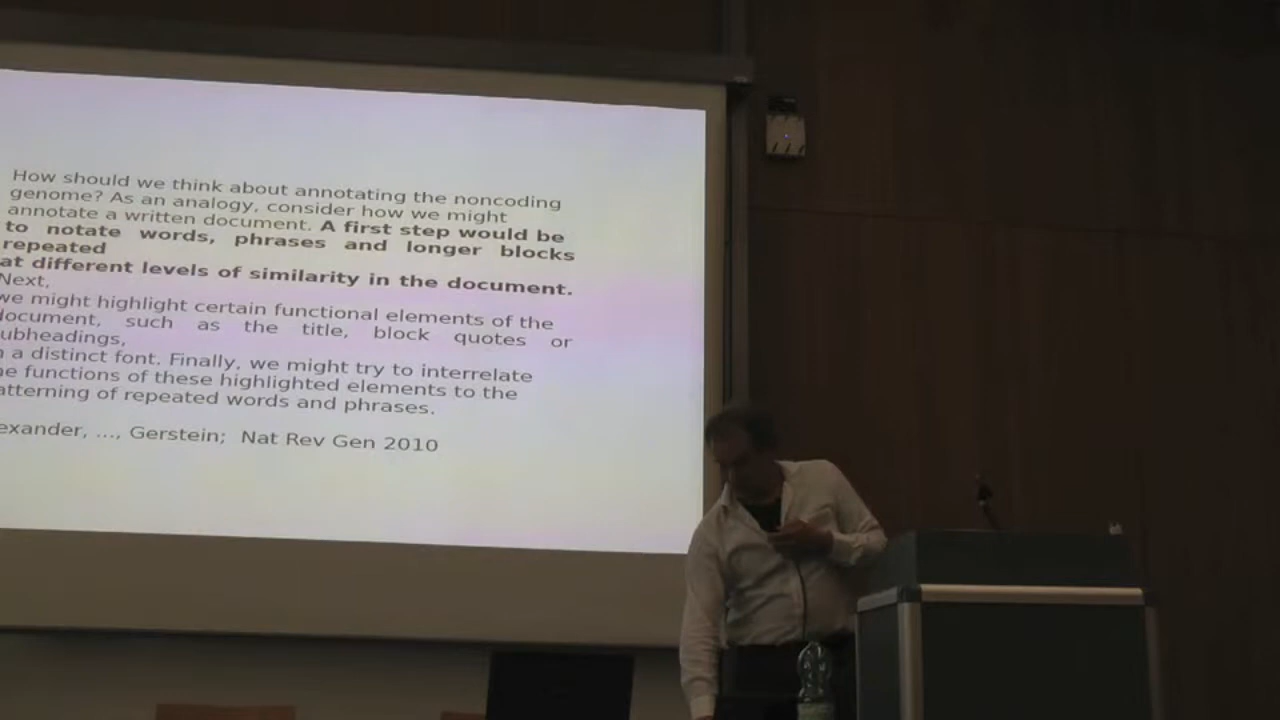 How should we think about annotating the noncoding
genome? As an analogy, consider how we might
annotate a written document. A first step would be
to notate words, phrases and longer blocks
repeated
at different levels of similarity in the document.
Next,
we might highlight certain functional elements of the
document, such as the title, block quotes or
ubheadings,
a distinct font. Finally, we might try to interrelate
he functions of these highlighted elements to the
atterning of repeated words and phrases.
exander, ..., Gerstein; Nat Rev Gen 2010